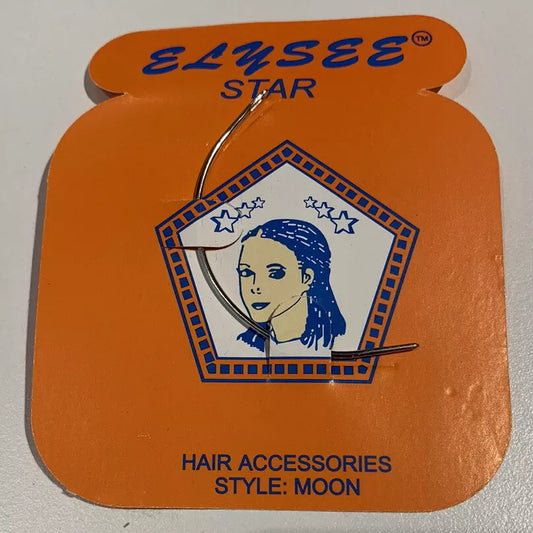 ELYSEE™
STAR
HAIR ACCESSORIES
STYLE: MOON